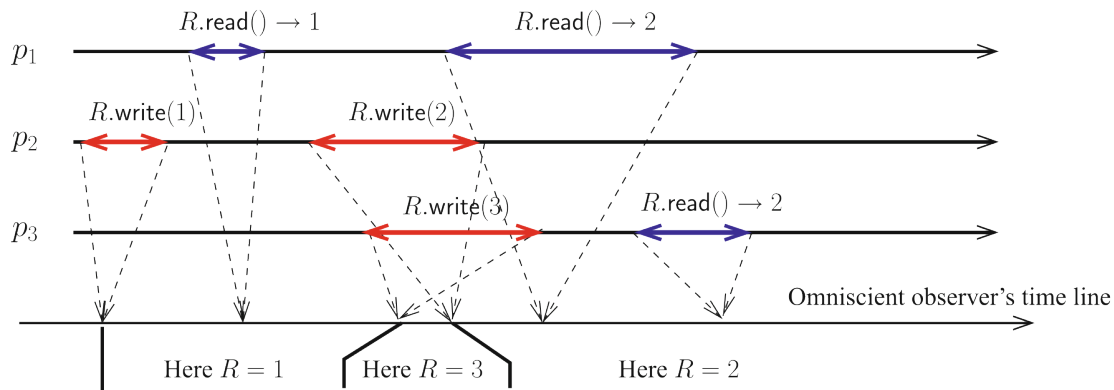 R.read() → 1 R.read() → 2
p1
R.write(1) R.write(2)
p2
R.write(3) R.read() → 2
p3
Omniscient observer's time line
Here R = 1 Here R = 3 Here R = 2